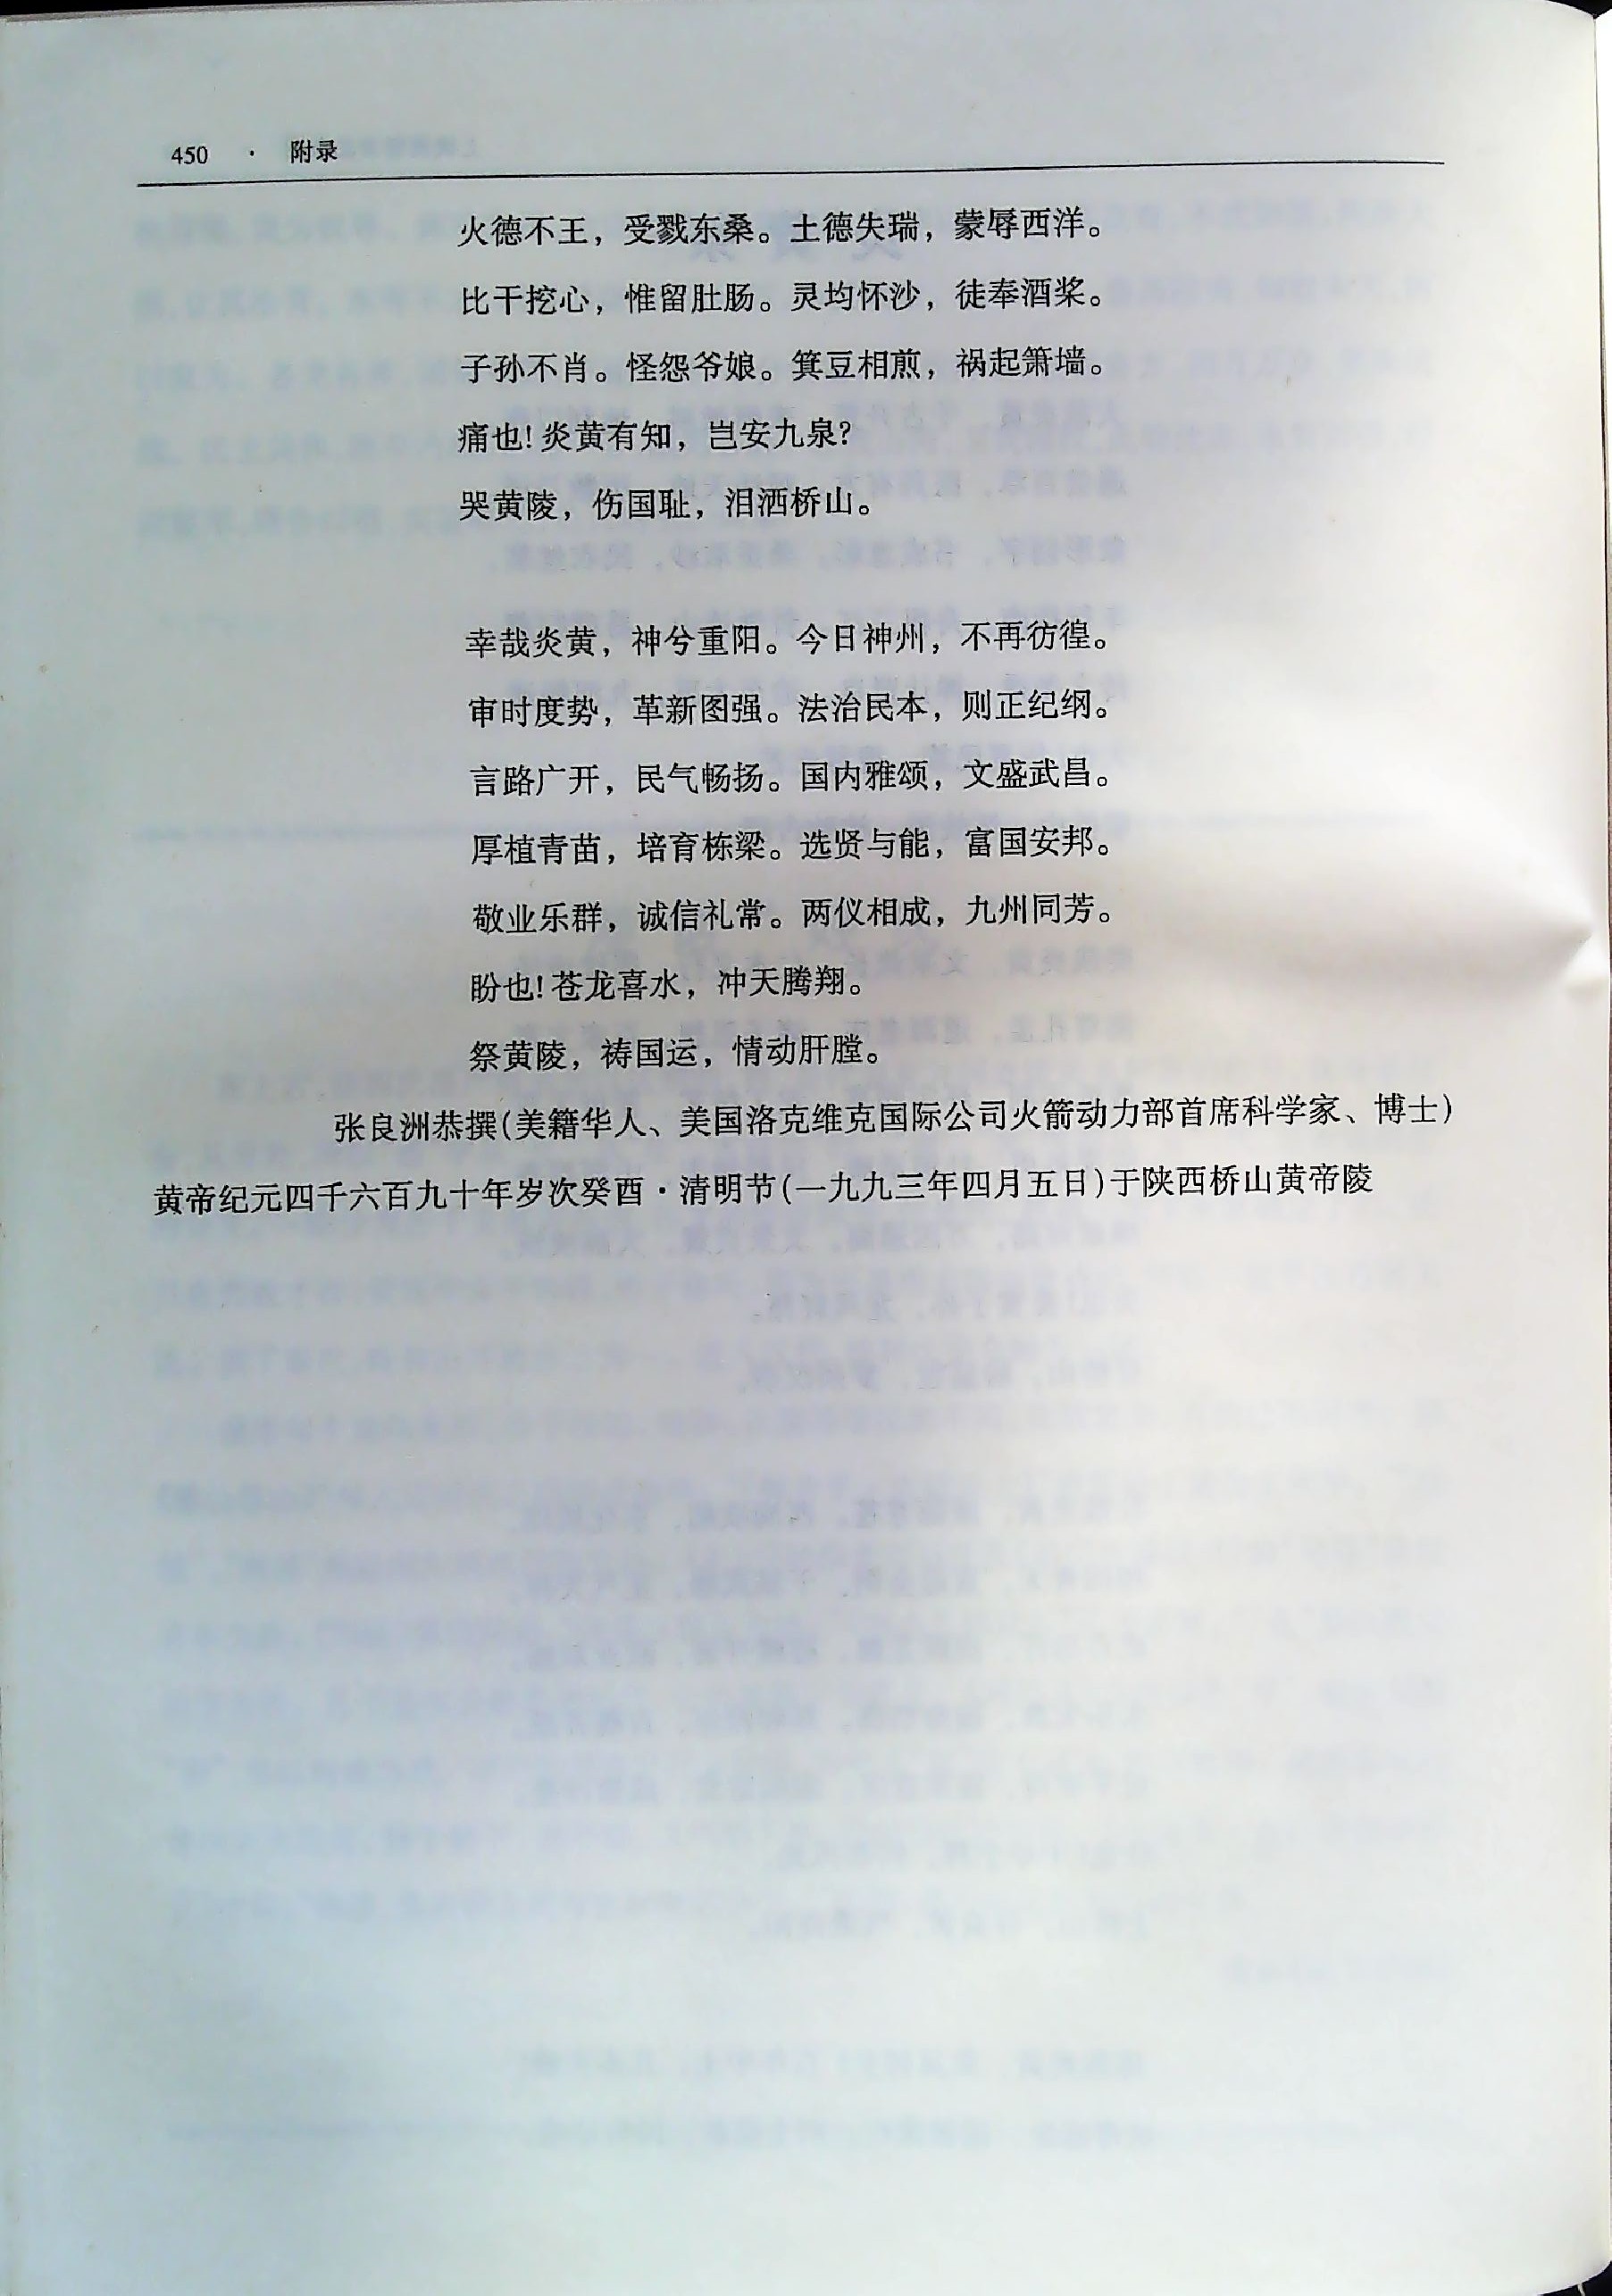 450 · 附录
火德不王，受戮东桑。土德失瑞，蒙辱西洋。
比干挖心，惟留肚肠。灵均怀沙，徒奉酒桨。
子孙不肖。怪怨爷娘。箕豆相煎，祸起箫墙。
痛也！炎黄有知，岂安九泉？
哭黄陵，伤国耻，泪洒桥山。
幸哉炎黄，神兮重阳。今日神州，不再彷徨。
审时度势，革新图强。法治民本，则正纪纲。
言路广开，民气畅扬。国内雅颂，文盛武昌。
厚植青苗，培育栋梁。选贤与能，富国安邦。
敬业乐群，诚信礼常。两仪相成，九州同芳。
盼也！苍龙喜水，冲天腾翔。
祭黄陵，祷国运，情动肝膛。
张良洲恭撰（美籍华人、美国洛克维克国际公司火箭动力部首席科学家、博士）
黄帝纪元四千六百九十年岁次癸酉·清明节（一九九三年四月五日）于陕西桥山黄帝陵